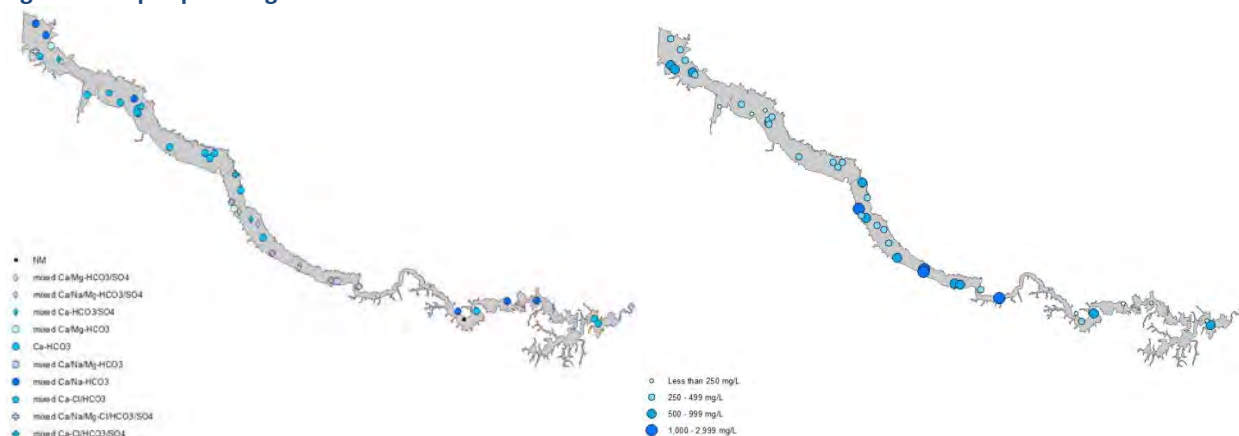 NM
mixed Ca/Mg-HCO3/SO4
mixed Ca/Na/Mg-HCO3/SO4
mixed Ca-HCO3/SO4
mixed Ca/Mg-HCO3
Ca-HCO3
mixed Ca/Na/Mg-HCO3
mixed Ca/Na-HCO3
mixed Ca-Cl/HCO3
mixed Ca/Na/Mg-Cl/HCO3/SO4
mixed Ca-Cl/HCO3/SO4
Less than 250 mg/L
250 - 499 mg/L
500 - 999 mg/L
1,000 - 2,999 mg/L